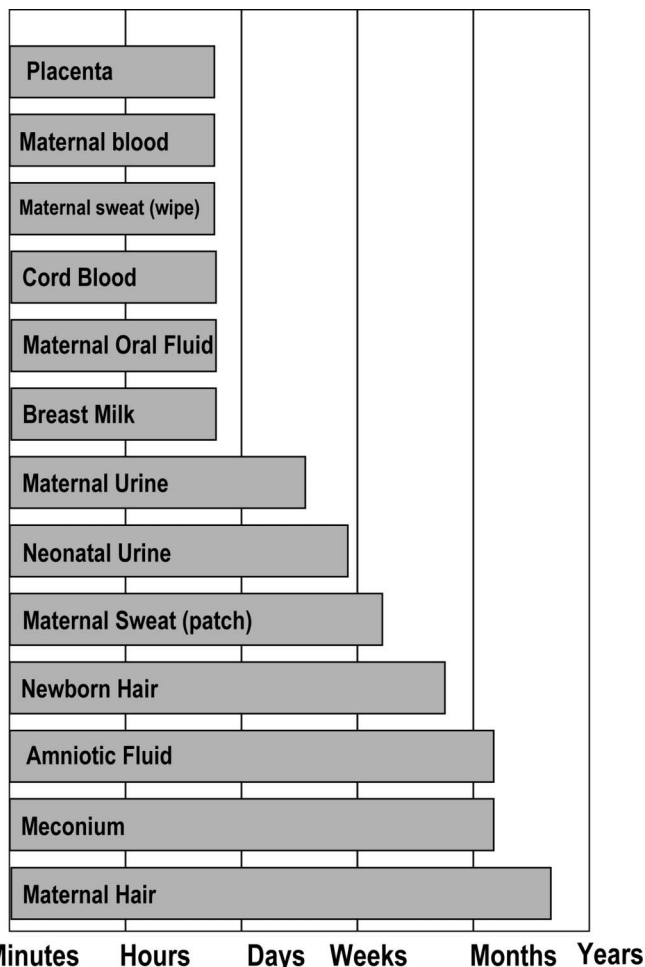 Placenta
Maternal blood
Maternal sweat (wipe)
Cord Blood
Maternal Oral Fluid
Breast Milk
Maternal Urine
Neonatal Urine
Maternal Sweat (patch)
Newborn Hair
Amniotic Fluid
Meconium
Maternal Hair
Minutes Hours Days Weeks Months Years